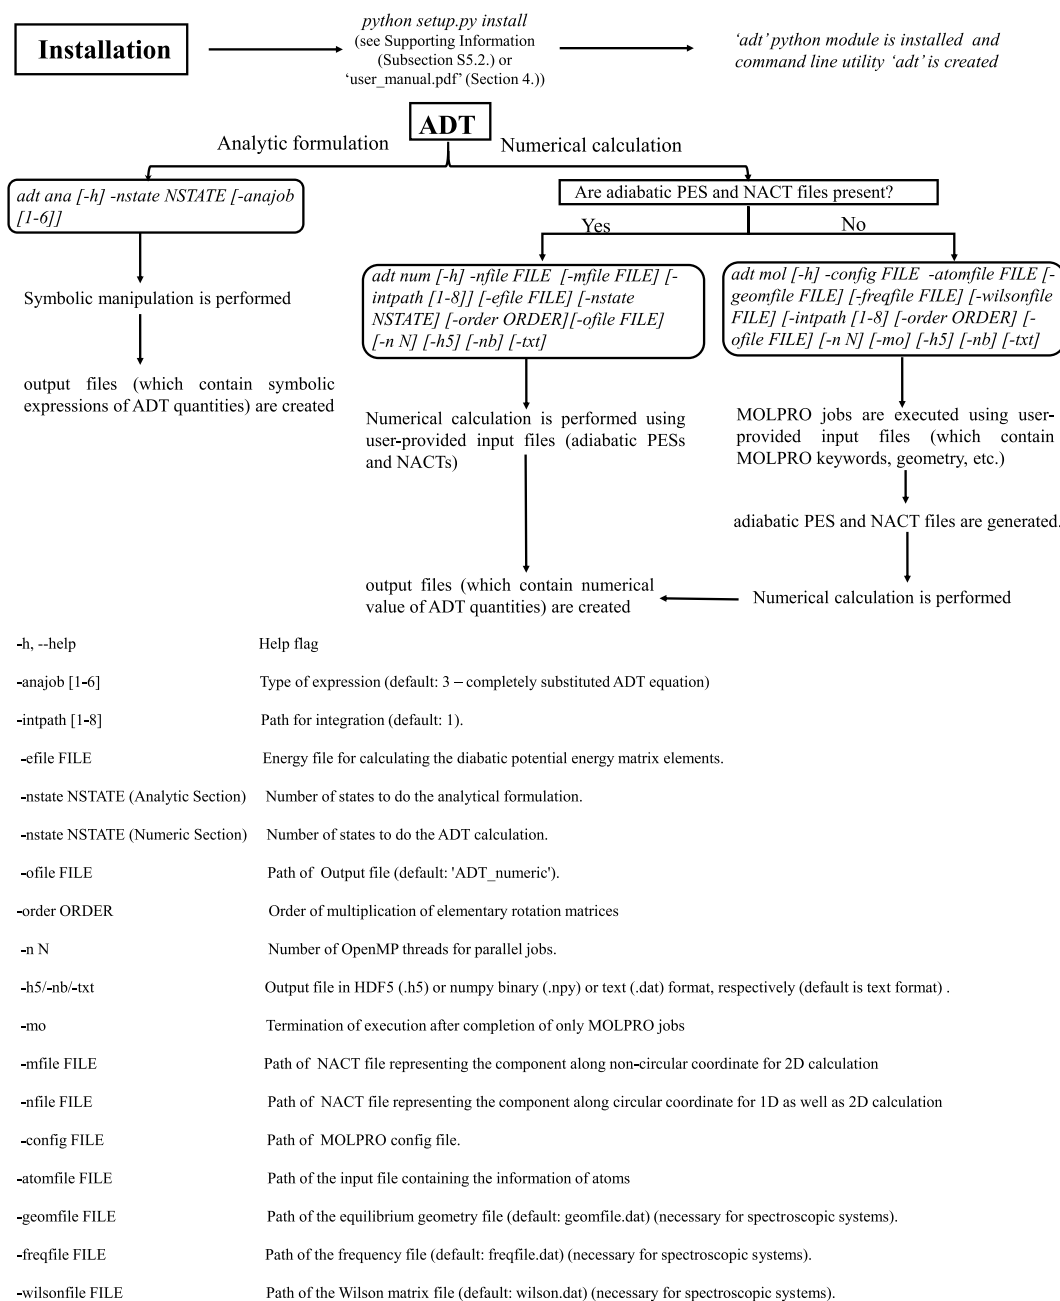 Installation
python setup.py install
(see Supporting Information
(Subsection S5.2.) or
‘user_manual.pdf’ (Section 4.))
‘adt’ python module is installed and
command line utility ‘adt’ is created
ADT
Analytic formulation
Numerical calculation
adt ana [-h] -nstate NSTATE [-anajob
[1-6]]
Symbolic manipulation is performed
output files (which contain symbolic
expressions of ADT quantities) are created
Are adiabatic PES and NACT files present?
Yes
No
adt num [-h] -nfile FILE [-mfile FILE] [-
intpath [1-8]] [-efile FILE] [-nstate
NSTATE] [-order ORDER][-ofile FILE]
[-n N] [-h5] [-nb] [-txt]
Numerical calculation is performed using
user-provided input files (adiabatic PESs
and NACTs)
output files (which contain numerical
value of ADT quantities) are created
adt mol [-h] -config FILE -atomfile FILE [-
geomfile FILE] [-freqfile FILE] [-wilsonfile
FILE] [-intpath [1-8] [-order ORDER] [-
ofile FILE] [-n N] [-mo] [-h5] [-nb] [-txt]
MOLPRO jobs are executed using user-
provided input files (which contain
MOLPRO keywords, geometry, etc.)
adiabatic PES and NACT files are generated.
Numerical calculation is performed
-h, --help Help flag
-anajob [1-6] Type of expression (default: 3 – completely substituted ADT equation)
-intpath [1-8] Path for integration (default: 1).
-efile FILE Energy file for calculating the diabatic potential energy matrix elements.
-nstate NSTATE (Analytic Section) Number of states to do the analytical formulation.
-nstate NSTATE (Numeric Section) Number of states to do the ADT calculation.
-ofile FILE Path of Output file (default: 'ADT_numeric').
-order ORDER Order of multiplication of elementary rotation matrices
-n N Number of OpenMP threads for parallel jobs.
-h5/-nb/-txt Output file in HDF5 (.h5) or numpy binary (.npy) or text (.dat) format, respectively (default is text format) .
-mo Termination of execution after completion of only MOLPRO jobs
-mfile FILE Path of NACT file representing the component along non-circular coordinate for 2D calculation
-nfile FILE Path of NACT file representing the component along circular coordinate for 1D as well as 2D calculation
-config FILE Path of MOLPRO config file.
-atomfile FILE Path of the input file containing the information of atoms
-geomfile FILE Path of the equilibrium geometry file (default: geomfile.dat) (necessary for spectroscopic systems).
-freqfile FILE Path of the frequency file (default: freqfile.dat) (necessary for spectroscopic systems).
-wilsonfile FILE Path of the Wilson matrix file (default: wilson.dat) (necessary for spectroscopic systems).